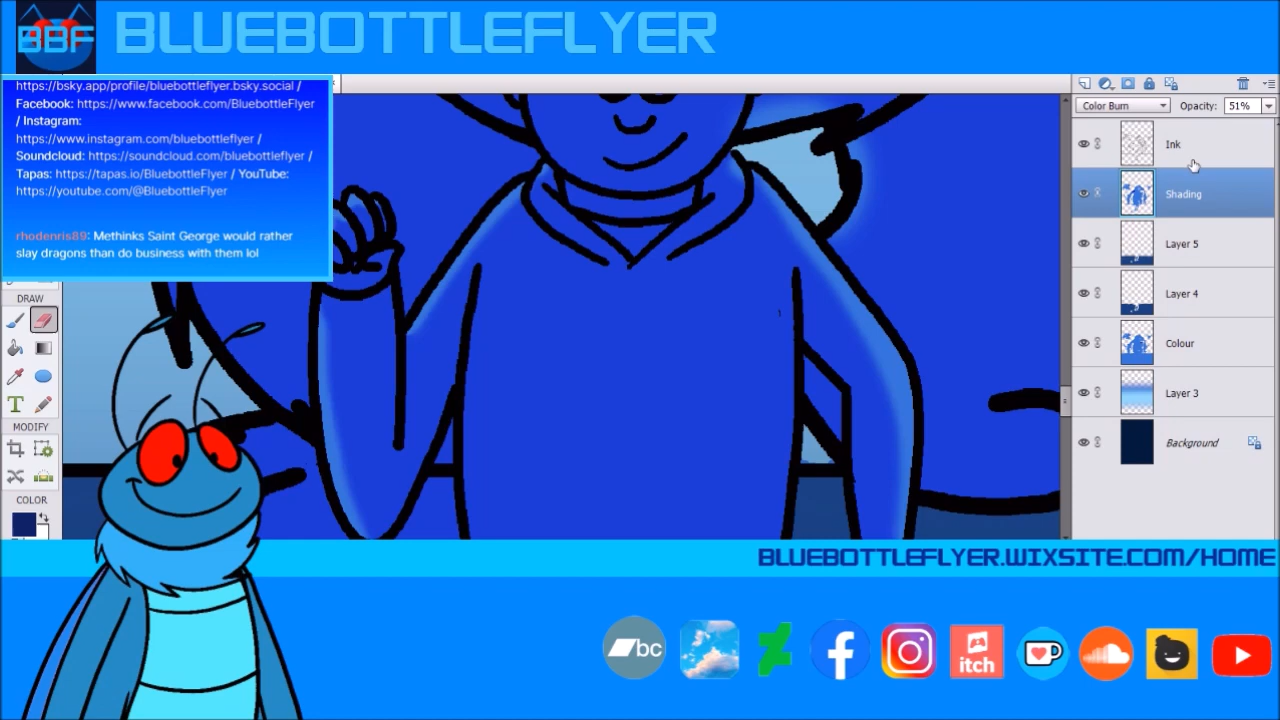 BBF
BLUEBOTTLEFLYER
https://bsky.app/profile/bluebottleflyer.bsky.social /
Facebook: https://www.facebook.com/BluebottleFlyer
/ Instagram:
https://www.instagram.com/bluebottleflyer /
Soundcloud: https://soundcloud.com/bluebottleflyer /
Tapas: https://tapas.io/BluebottleFlyer / YouTube:
https://youtube.com/@BluebottleFlyer
rhodenris89: Methinks Saint George would rather
slay dragons than do business with them lol
DRAW
T
MODIFY
COLOR
Color Burn
Opacity: 51%
Ink
Shading
Layer 5
Layer 4
Colour
Layer 3
Background
BLUEBOTTLEFLYER.WIXSITE.COM/HOME
bc
itch